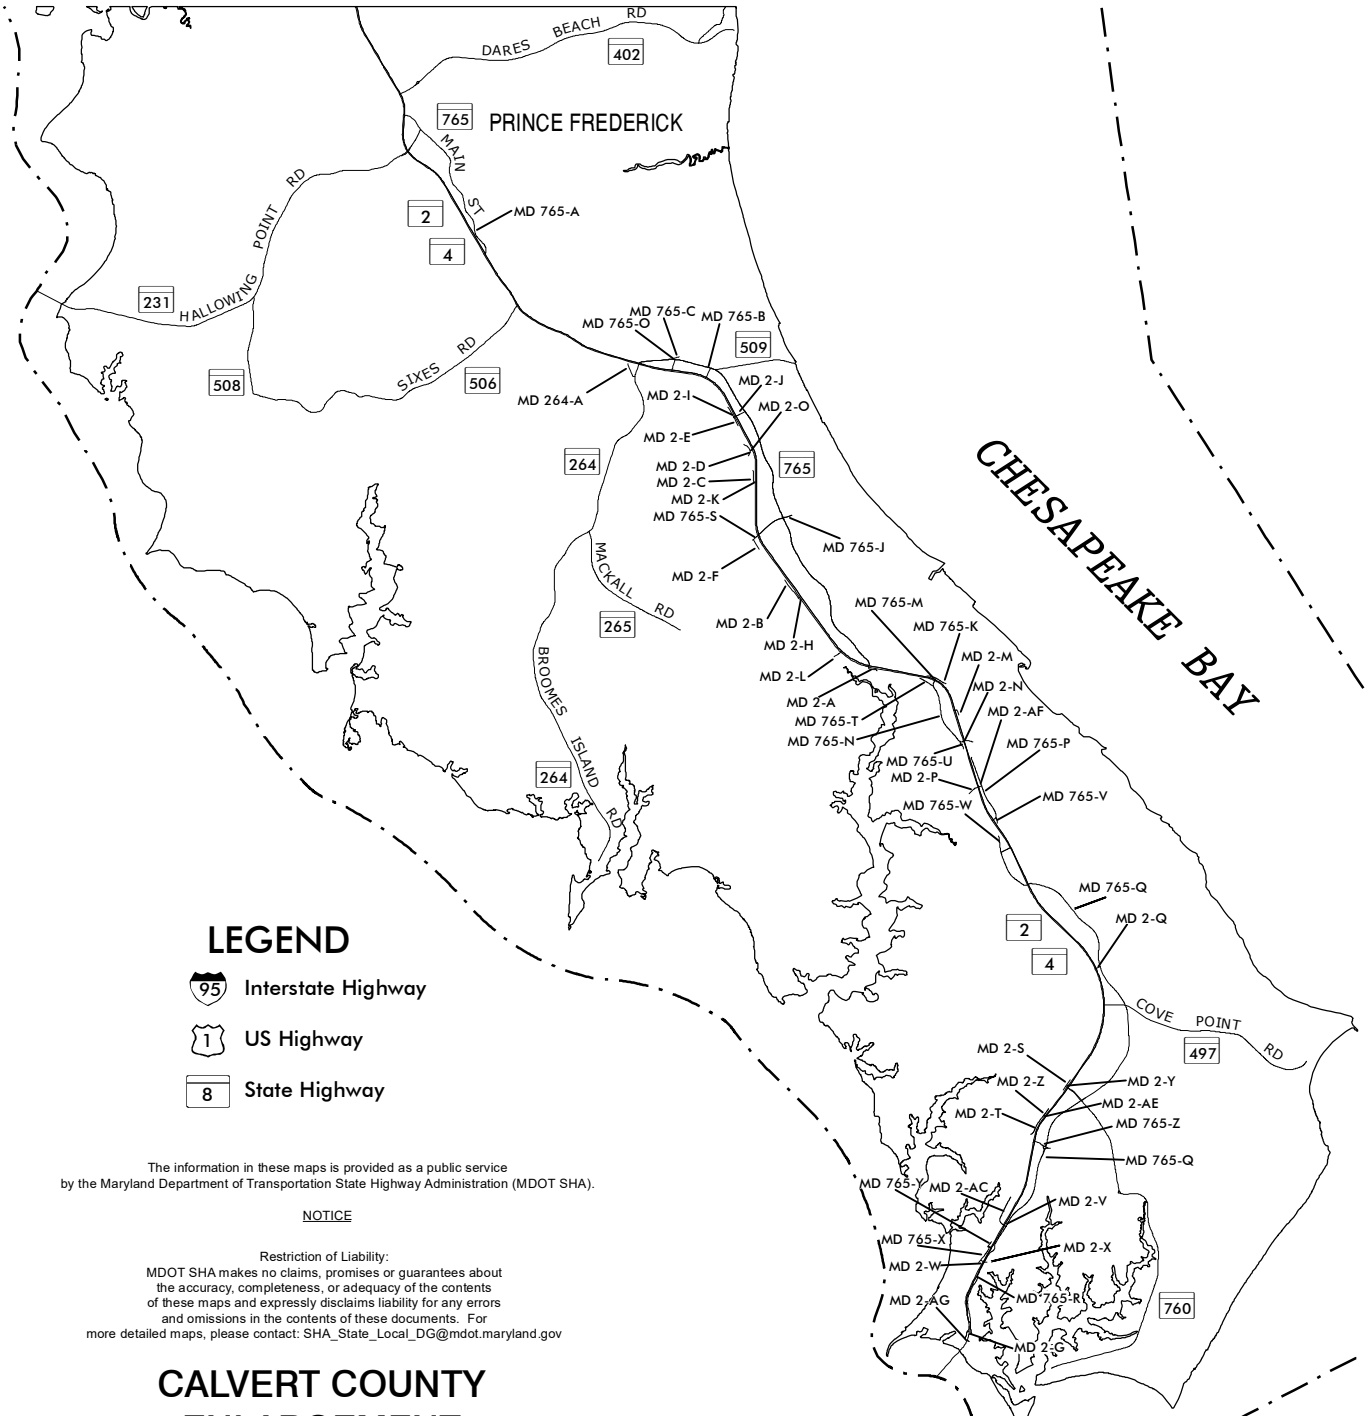 DARES BEACH RD
402
765
PRINCE FREDERICK
MAIN ST
HALLOWING POINT RD
2
MD 765-A
4
231
MD 765-C
MD 765-O
MD 765-B
509
508
SIXES RD
506
MD 264-A
MD 2-J
MD 2-I
MD 2-O
MD 2-E
264
MD 2-D
765
MD 2-C
MD 2-K
MD 765-S
MD 765-J
MD 2-F
MACKALL RD
265
MD 2-B
MD 2-H
MD 765-M
MD 765-K
MD 2-M
MD 2-L
MD 2-N
MD 2-A
MD 2-AF
MD 765-T
MD 765-N
MD 765-P
MD 765-U
MD 2-P
MD 765-V
MD 765-W
CHESAPEAKE BAY
BROOMES ISLAND RD
264
MD 765-Q
MD 2-Q
2
4
COVE POINT RD
497
MD 2-S
MD 2-Z
MD 2-Y
MD 2-AE
MD 2-T
MD 765-Z
MD 765-Q
MD 765-Y
MD 2-AC
MD 2-V
MD 765-X
MD 2-X
MD 2-W
MD 765-R
MD 2-AG
760
MD 2-G
LEGEND
95 Interstate Highway
1 US Highway
8 State Highway
The information in these maps is provided as a public service
by the Maryland Department of Transportation State Highway Administration (MDOT SHA).
NOTICE
Restriction of Liability:
MDOT SHA makes no claims, promises or guarantees about
the accuracy, completeness, or adequacy of the contents
of these maps and expressly disclaims liability for any errors
and omissions in the contents of these documents. For
more detailed maps, please contact: SHA_State_Local_DG@mdot.maryland.gov
CALVERT COUNTY
ENLARGEMENT